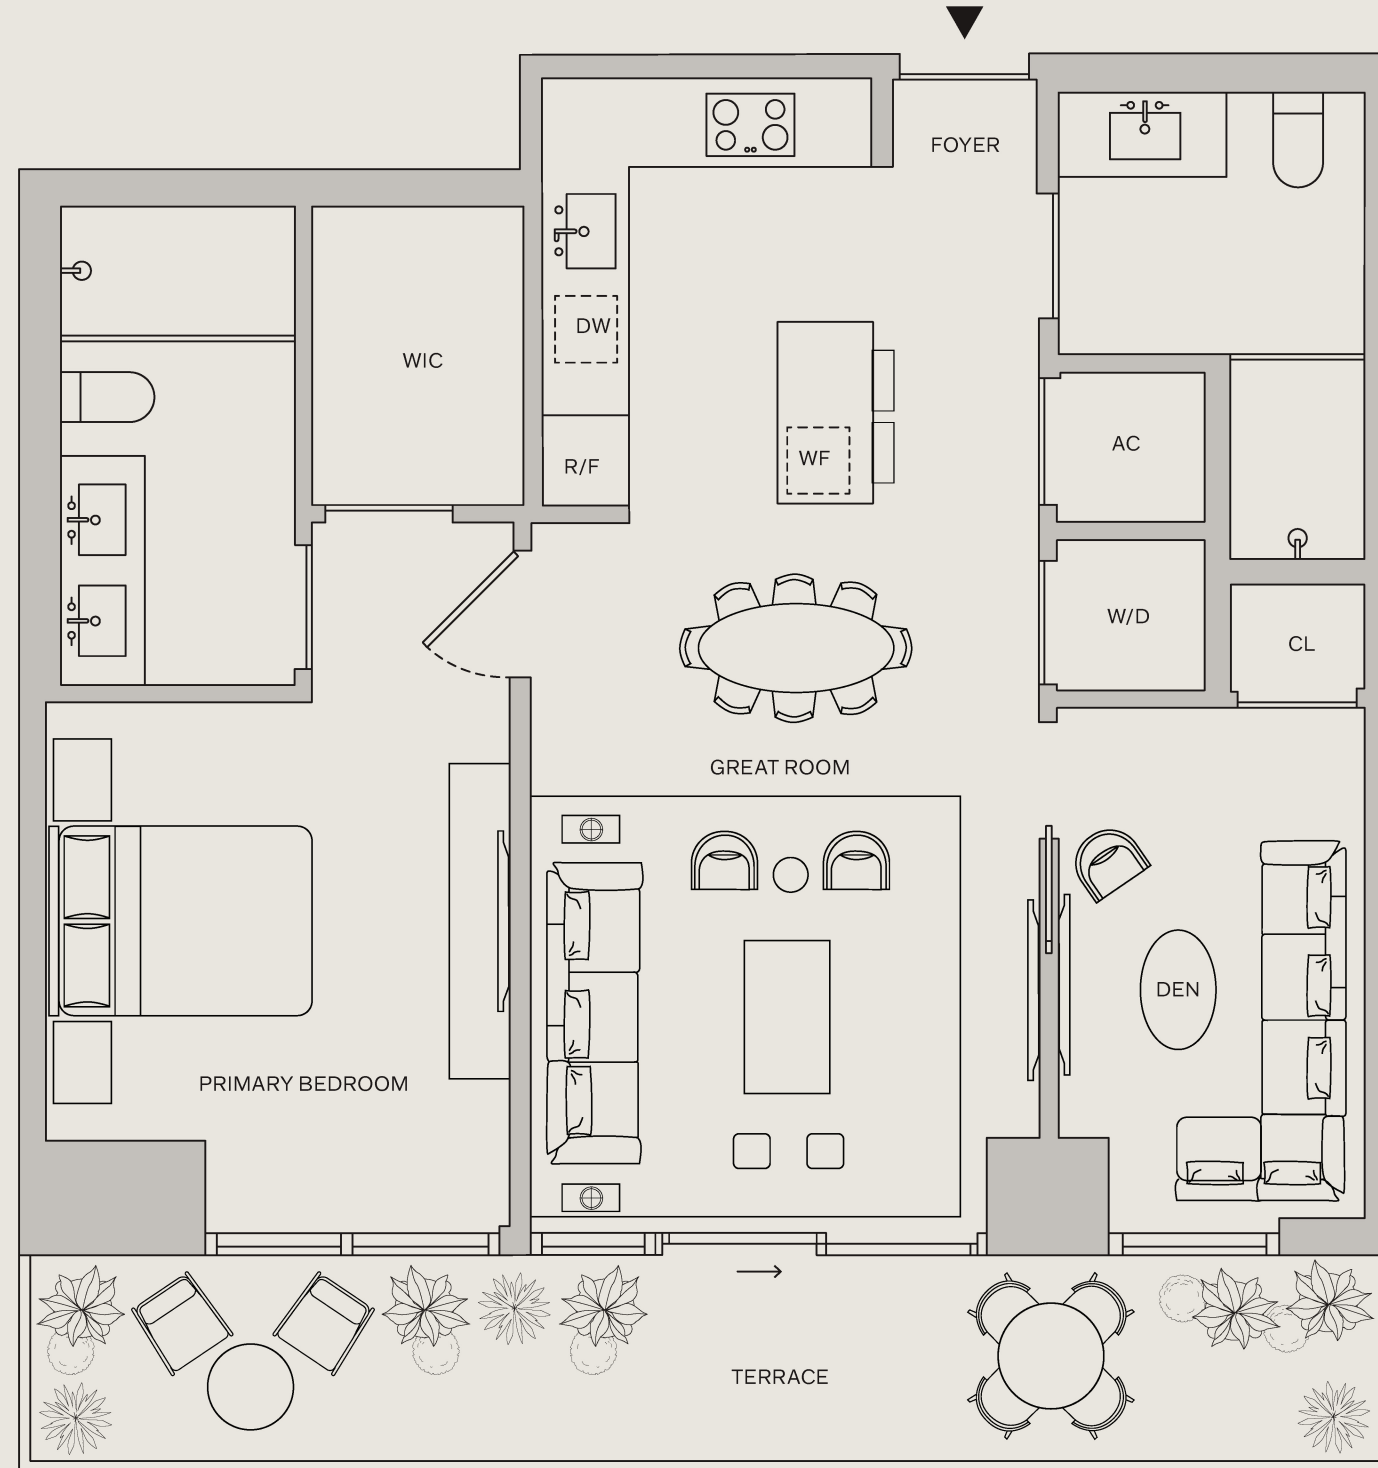 FOYER
DW
WIC
AC
WF
R/F
W/D
CL
GREAT ROOM
DEN
PRIMARY BEDROOM
TERRACE